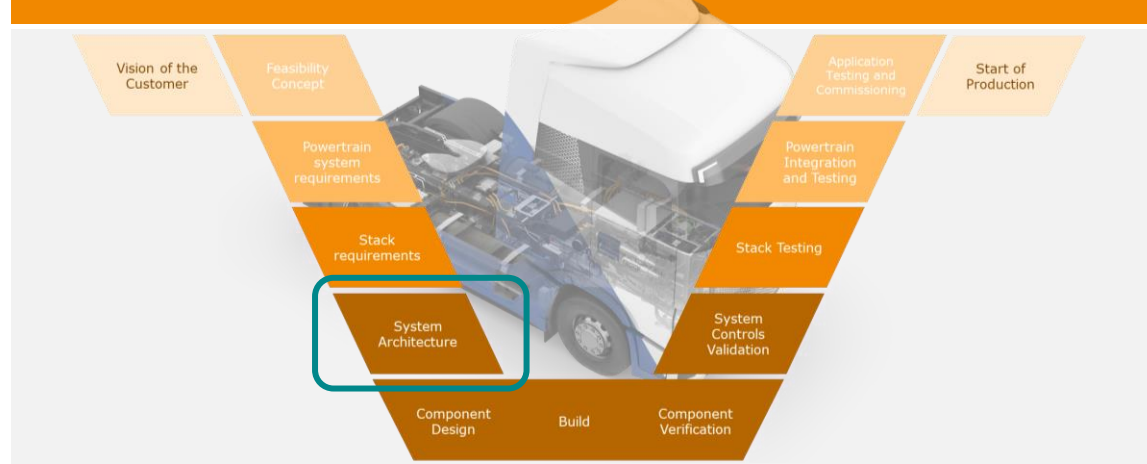 Vision of the
Customer
Feasibility
Concept
Application
Testing and
Commissioning
Start of
Production
Powertrain
system
requirements
Powertrain
Integration
and Testing
Stack
requirements
Stack Testing
System
Architecture
System
Controls
Validation
Component
Design
Build
Component
Verification